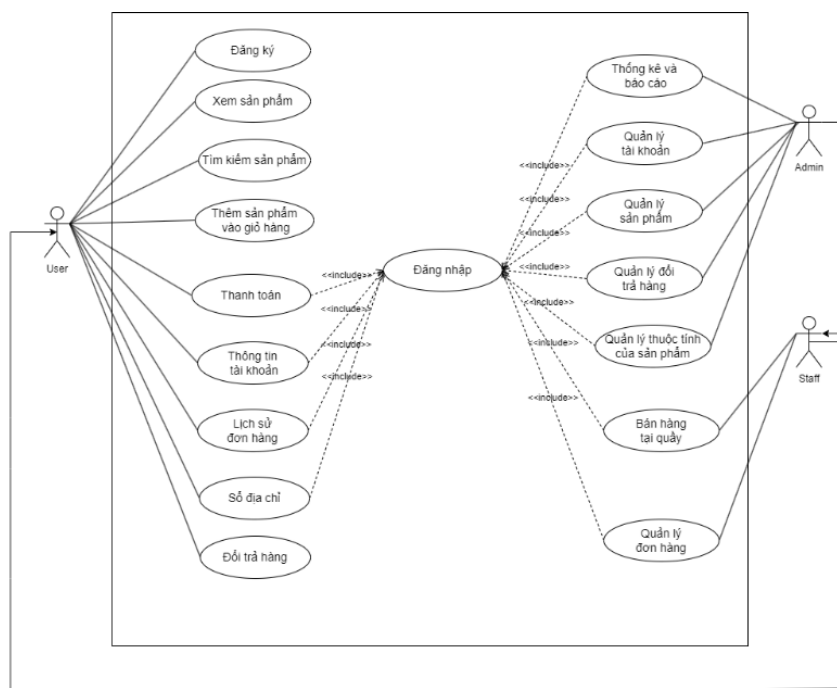 Đăng ký
Xem sản phẩm
Tìm kiếm sản phẩm
Thêm sản phẩm
vào giỏ hàng
Thanh toán
Thông tin
tài khoản
Lịch sử
đơn hàng
Sổ địa chỉ
Đổi trả hàng
User
<<include>>
<<include>>
<<include>>
<<include>>
Đăng nhập
<<include>>
<<include>>
<<include>>
<<include>>
<<include>>
<<include>>
Thống kê và
báo cáo
Quản lý
tài khoản
Quản lý
sản phẩm
Quản lý đổi
trả hàng
Quản lý thuộc tính
của sản phẩm
Bán hàng
tại quầy
Quản lý
đơn hàng
Admin
Staff